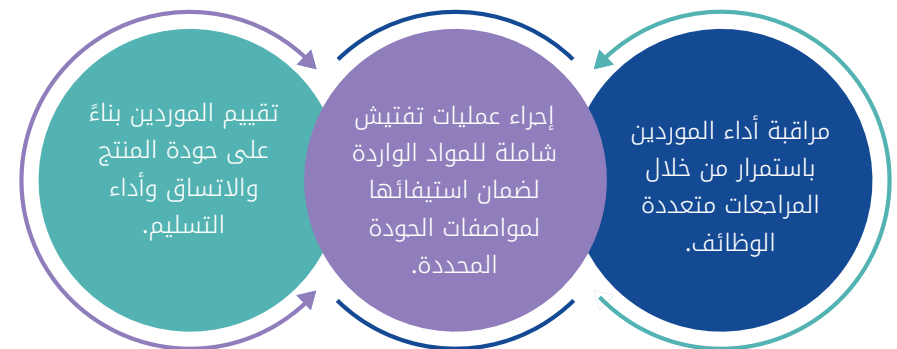 مراقبة أداء الموردين
باستمرار من خلال
المراجعات متعددة
الوظائف.
إجراء عمليات تفتيش
شاملة للمواد الواردة
لضمان استيفائها
لمواصفات الجودة
المحددة.
تقييم الموردين بناءً
على جودة المنتج
والاتساق وأداء
التسليم.